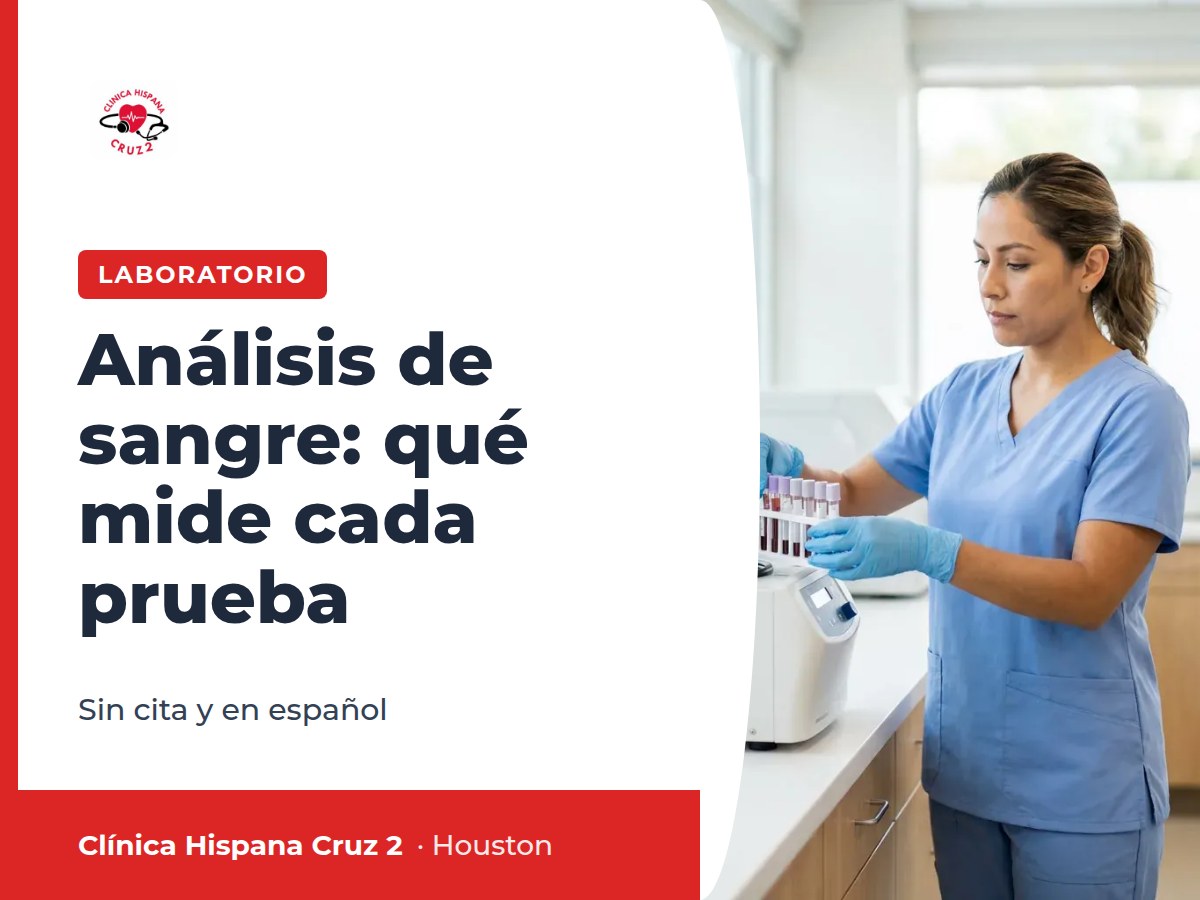 CLINICA HISPANA
CRUZ 2
LABORATORIO
Análisis de
sangre: qué
mide cada
prueba
Sin cita y en español
Clínica Hispana Cruz 2 · Houston